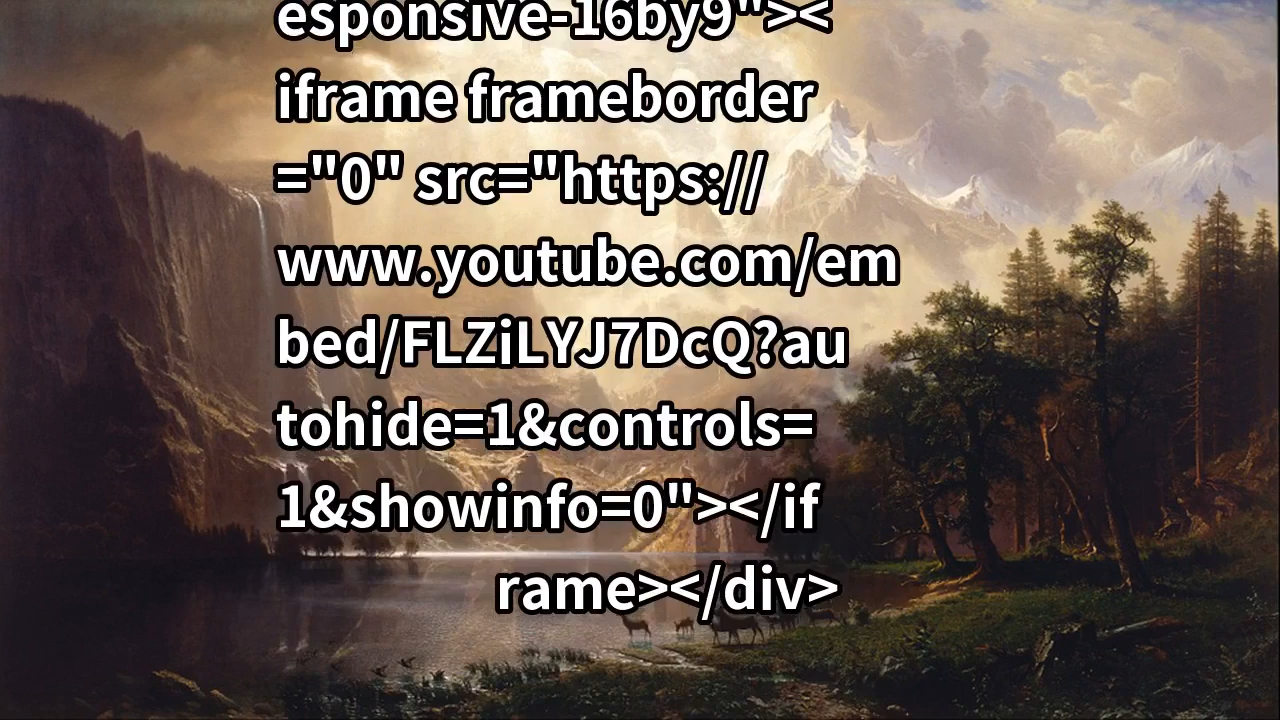 esponsive-16by9"><
iframe frameborder
="0" src="https://
www.youtube.com/em
bed/FLZiLYJ7DcQ?au
tohide=1&controls=
1&showinfo=0"></if
rame></div>